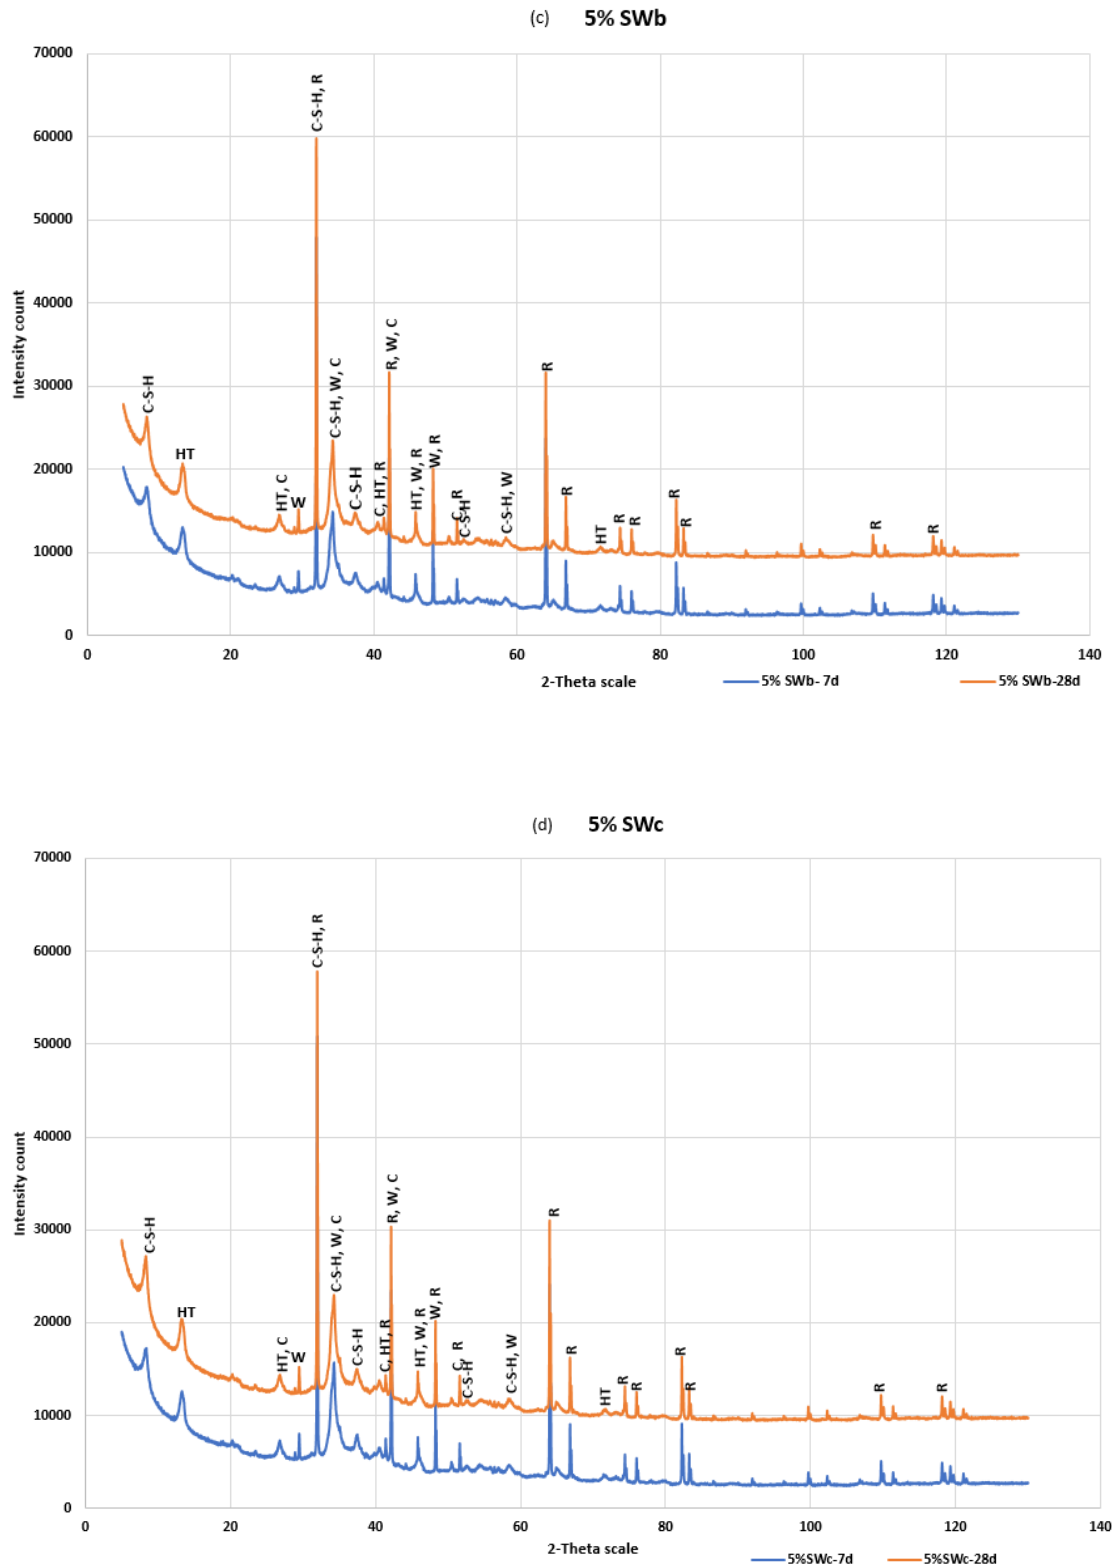 (c) 5% SWb
70000
60000
50000
40000
30000
20000
10000
0
Intensity count
C-S-H
HT
HT, C
W
C-S-H, R
C-S-H, W, C
C-S-H
C, HT, R
R, W, C
HT, W, R
W, R
C, R
C-S-H
C-S-H, W
R
R
HT
R
R
R
R
R
R
0 20 40 60 80 100 120 140
2-Theta scale
5% SWb- 7d
5% SWb-28d
(d) 5% SWc
70000
60000
50000
40000
30000
20000
10000
0
Intensity count
C-S-H
HT
HT, C
W
C-S-H, R
C-S-H, W, C
C-S-H
C, HT, R
R, W, C
HT, W, R
W, R
C, R
C-S-H
C-S-H, W
R
R
HT
R
R
R
R
R
R
0 20 40 60 80 100 120 140
2-Theta scale
5%SWc-7d
5%SWc-28d